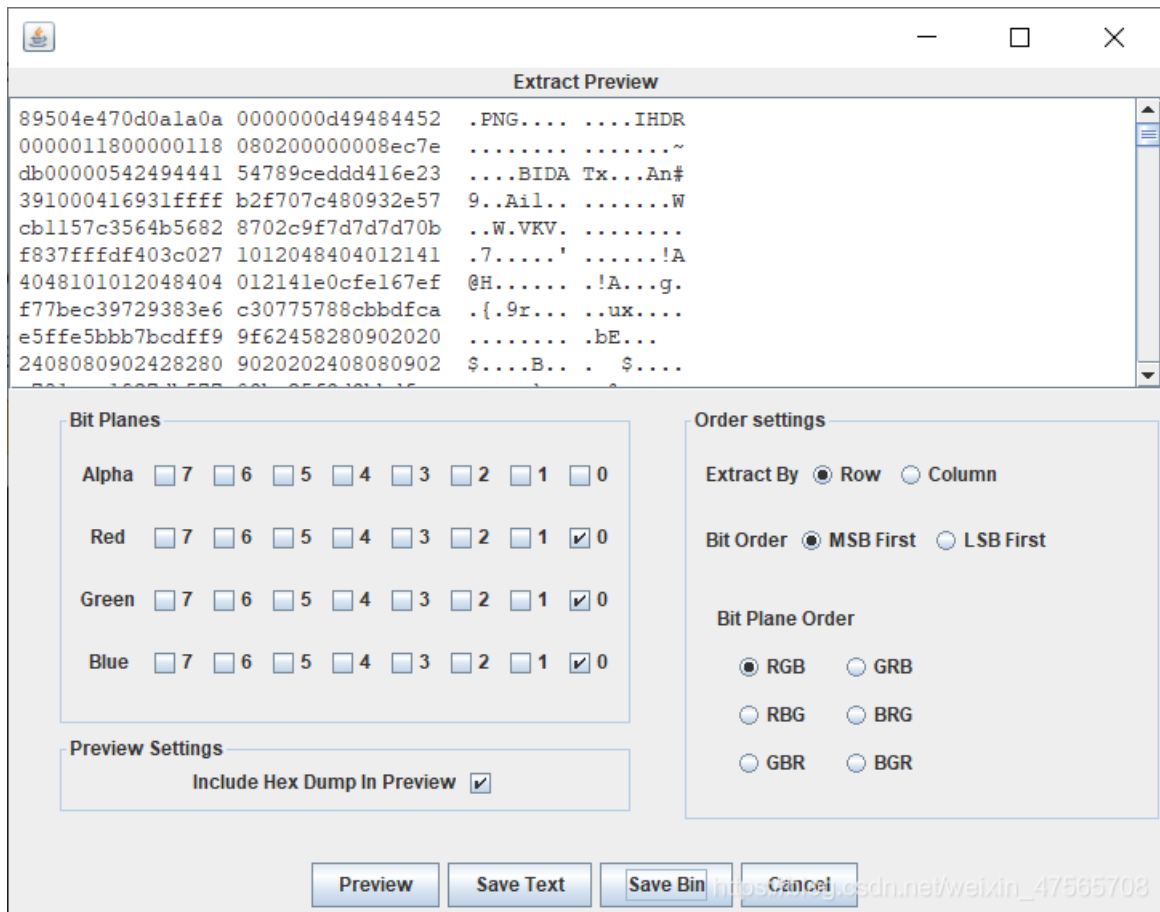 Extract Preview
89504e470d0a1a0a 0000000d49484452 .PNG.... ....IHDR
0000011800000118 080200000008ec7e ........ .......~
db00000542494441 54789ceddd416e23 ....BIDA Tx...An#
391000416931ffff b2f707c480932e57 9..Ai1.. .......W
cb1157c3564b5682 8702c9f7d7d7d70b ..W.VKV. ........
f837fffdf403c027 1012048404012141 .7.....' ......!A
4048101012048404 012141e0cfe167ef @H...... .!A...g.
f77bec39729383e6 c30775788cbbdfca .{.9r... ..ux....
e5ffe5bbb7bcdff9 9f62458280902020 ........ .bE...
2408080902428280 9020202408080902 $....B.. . $....
Bit Planes
Alpha 7 6 5 4 3 2 1 0
Red 7 6 5 4 3 2 1 0
Green 7 6 5 4 3 2 1 0
Blue 7 6 5 4 3 2 1 0
Preview Settings
Include Hex Dump In Preview
Order settings
Extract By Row Column
Bit Order MSB First LSB First
Bit Plane Order
RGB GRB
RBG BRG
GBR BGR
Preview Save Text Save Bin Cancel
https://blog.csdn.net/weixin_47565708